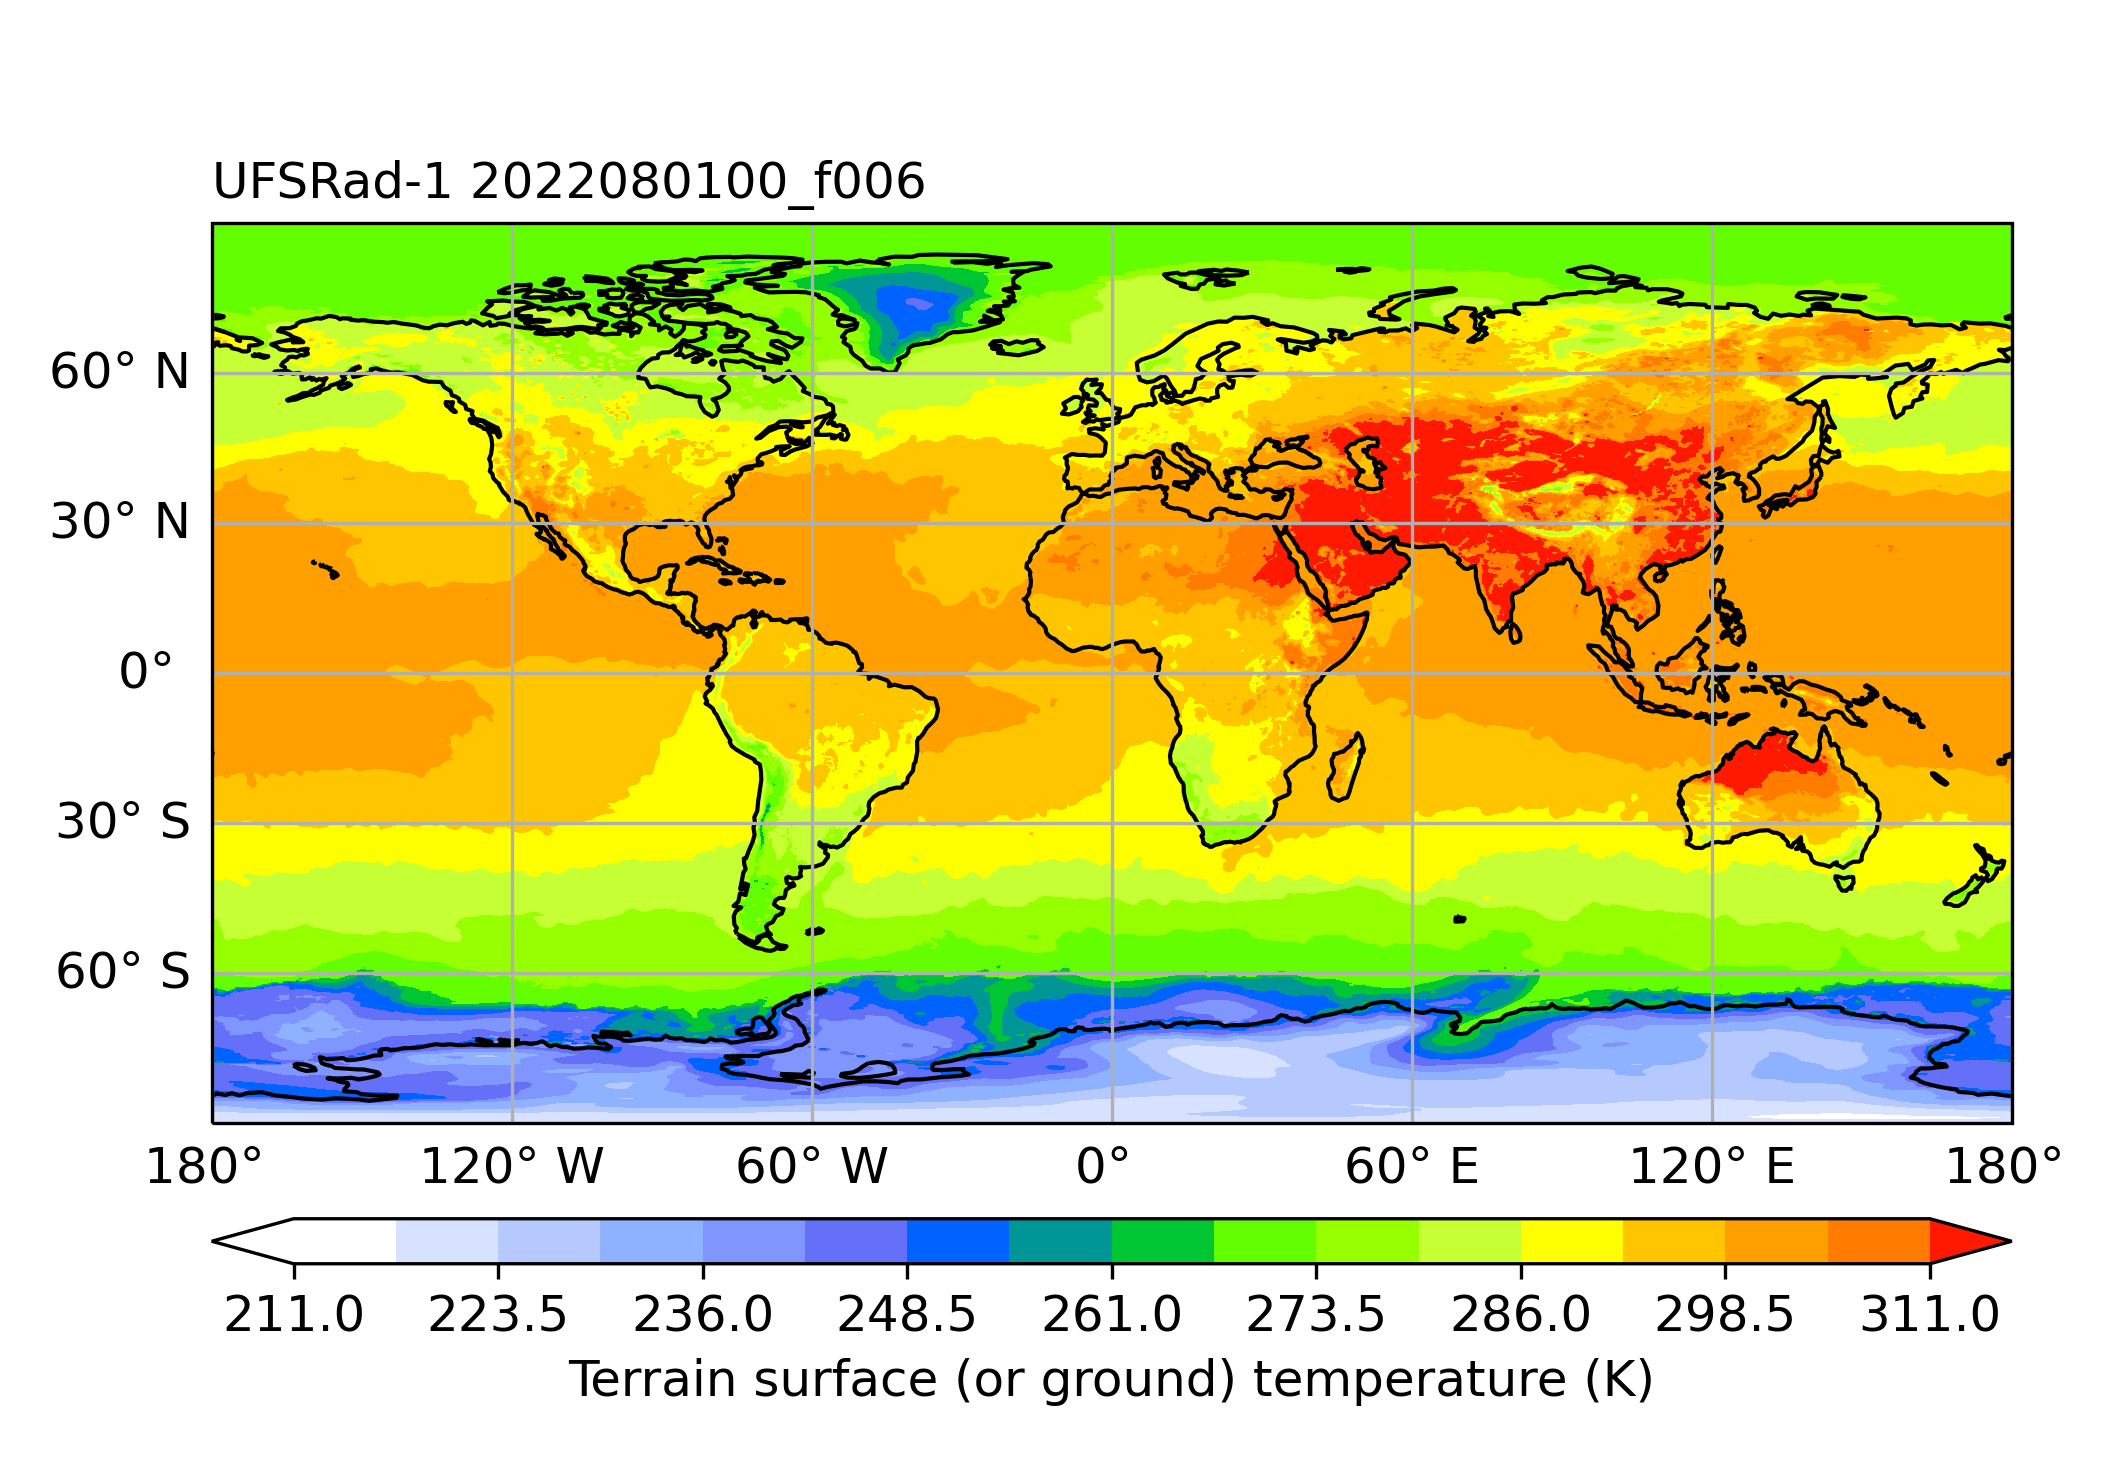 UFSRad-1 2022080100_f006
60° N
30° N
0°
30° S
60° S
180° 120° W 60° W 0° 60° E 120° E 180°
211.0 223.5 236.0 248.5 261.0 273.5 286.0 298.5 311.0
Terrain surface (or ground) temperature (K)